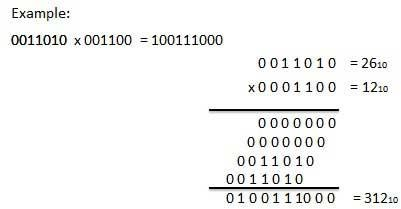 Example:
0011010 x 001100 = 100111000
0 0 1 1 0 1 0 = 26₁₀
x 0 0 0 1 1 0 0 = 12₁₀
0 0 0 0 0 0 0
0 0 0 0 0 0 0
0 0 1 1 0 1 0
0 0 1 1 0 1 0
0 1 0 0 1 1 1 0 0 0 = 312₁₀